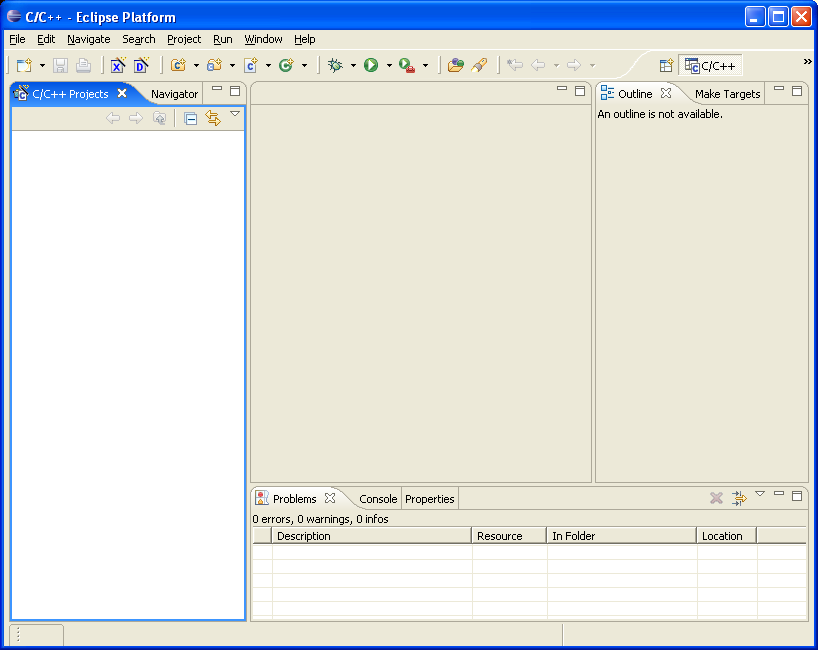 C/C++ - Eclipse Platform
File Edit Navigate Search Project Run Window Help
C/C++
»
C/C++ Projects Navigator
Outline Make Targets
An outline is not available.
Problems Console Properties
0 errors, 0 warnings, 0 infos
Description Resource In Folder Location